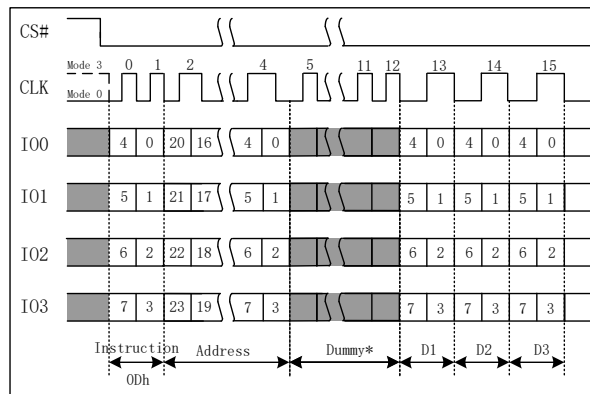 CS#
Mode 3 0 1 2 4 5 11 12 13 14 15
CLK
Mode 0
IO0 4 0 20 16 4 0 4 0 4 0 4 0
IO1 5 1 21 17 5 1 5 1 5 1 5 1
IO2 6 2 22 18 6 2 6 2 6 2 6 2
IO3 7 3 23 19 7 3 7 3 7 3 7 3
Instruction Address Dummy* D1 D2 D3
0Dh